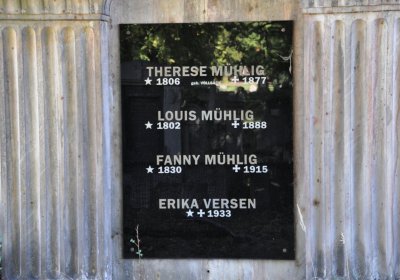 THERESE MÜHLIG
★ 1806 ✝ 1877
LOUIS MÜHLIG
★ 1802 ✝ 1888
FANNY MÜHLIG
★ 1830 ✝ 1915
ERIKA VERSEN
★ ✝ 1933